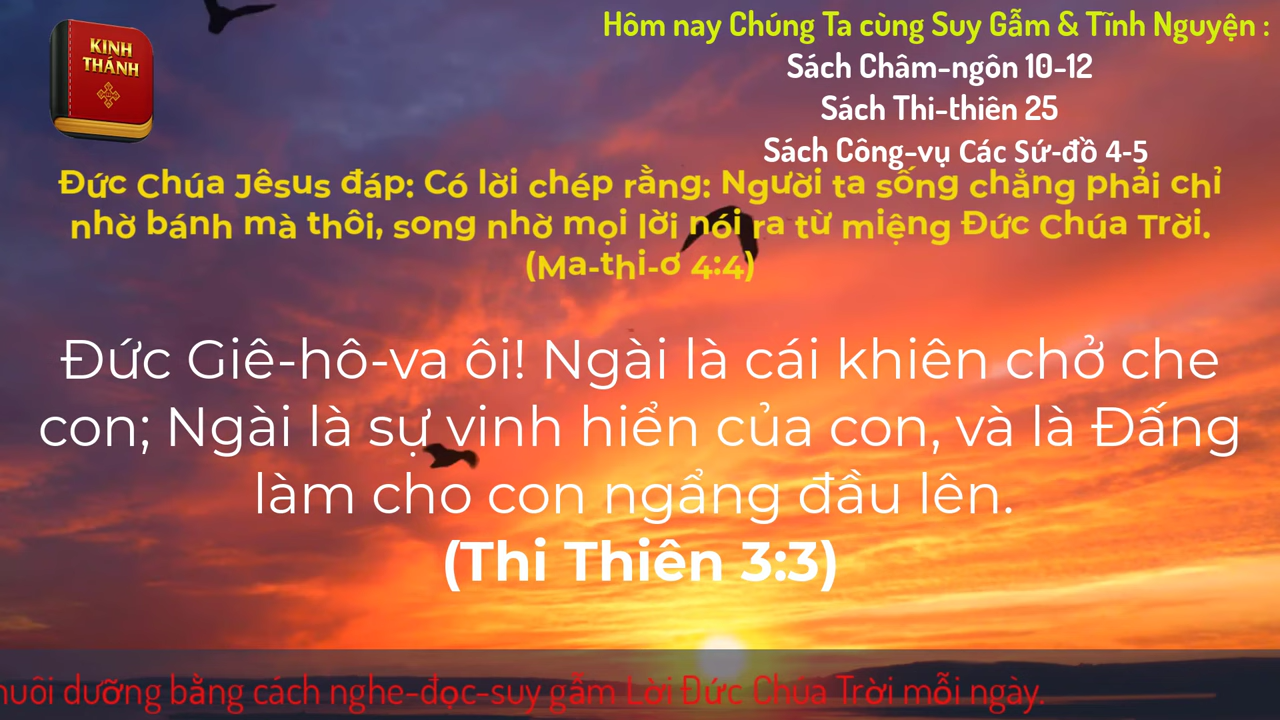 KINH
THÁNH
Hôm nay Chúng Ta cùng Suy Gẫm & Tĩnh Nguyện :
Sách Châm-ngôn 10-12
Sách Thi-thiên 25
Sách Công-vụ Các Sứ-đồ 4-5
Đức Chúa Jêsus đáp: Có lời chép rằng: Người ta sống chẳng phải chỉ
nhờ bánh mà thôi, song nhờ mọi lời nói ra từ miệng Đức Chúa Trời.
(Ma-thi-ơ 4:4)
Đức Giê-hô-va ôi! Ngài là cái khiên chở che
con; Ngài là sự vinh hiển của con, và là Đấng
làm cho con ngẩng đầu lên.
(Thi Thiên 3:3)
dưỡng bằng cách nghe-đọc-suy gẫm Lời Đức Chúa Trời mỗi ngày.